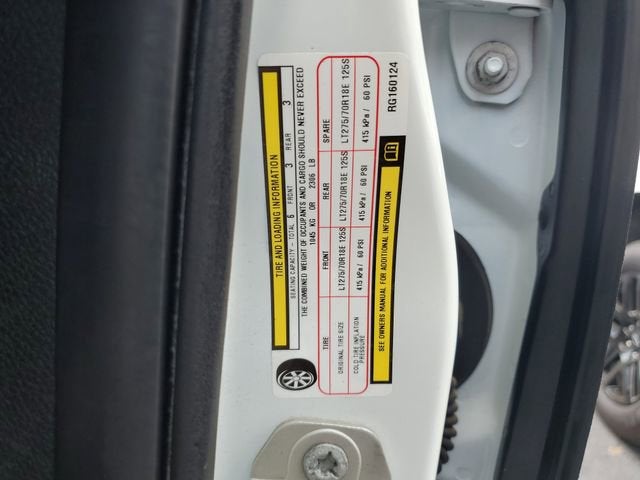 TIRE AND LOADING INFORMATION
SEATING CAPACITY - TOTAL 6 FRONT 3 REAR 3
THE COMBINED WEIGHT OF OCCUPANTS AND CARGO SHOULD NEVER EXCEED
1045 KG OR 2306 LB
TIRE FRONT REAR SPARE
ORIGINAL TIRE SIZE LT275/70R18E 125S LT275/70R18E 125S LT275/70R18E 125S
COLD TIRE INFLATION PRESSURE 415 kPa / 60 PSI 415 kPa / 60 PSI 415 kPa / 60 PSI
SEE OWNERS MANUAL FOR ADDITIONAL INFORMATION
RG160124